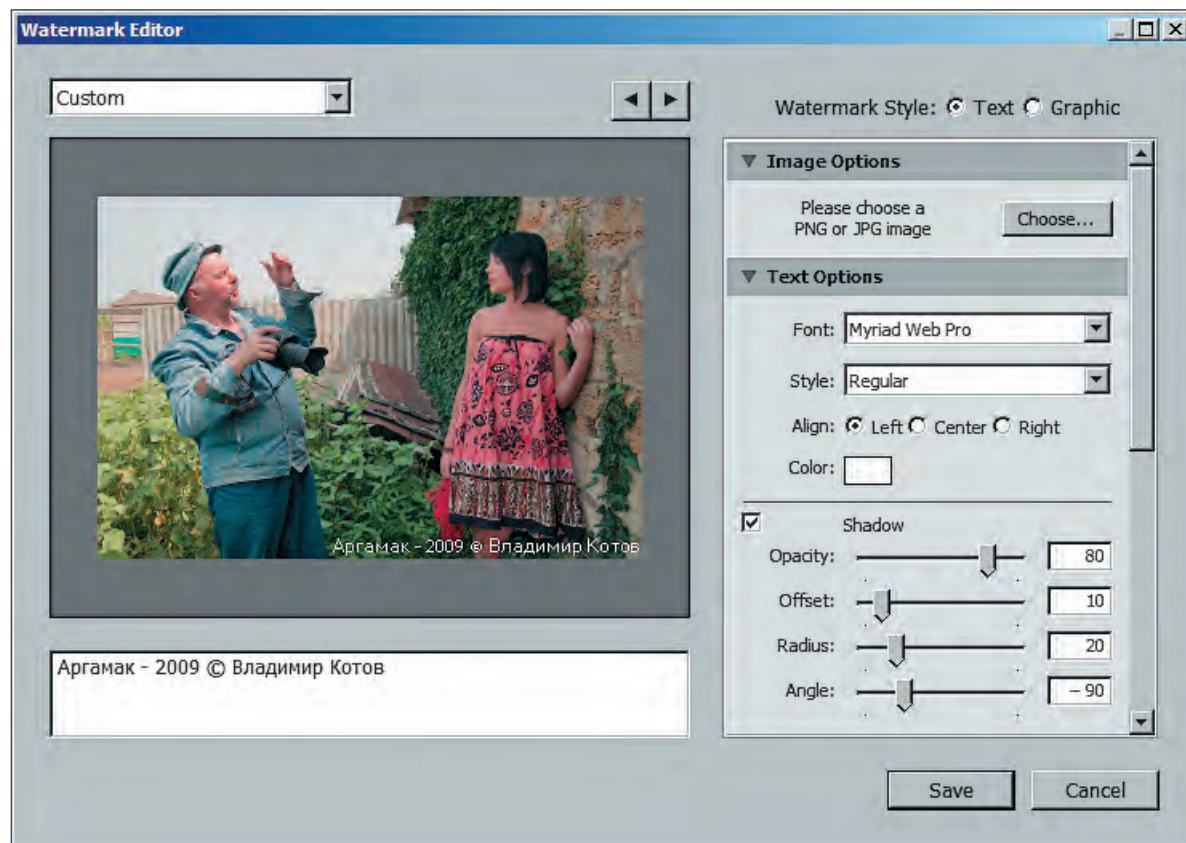 Watermark Editor
Custom
Watermark Style: Text Graphic
Image Options
Please choose a
PNG or JPG image
Choose...
Text Options
Font: Myriad Web Pro
Style: Regular
Align: Left Center Right
Color:
Shadow
Opacity: 80
Offset: 10
Radius: 20
Angle: – 90
Аргамак - 2009 © Владимир Котов
Аргамак - 2009 © Владимир Котов
Save Cancel